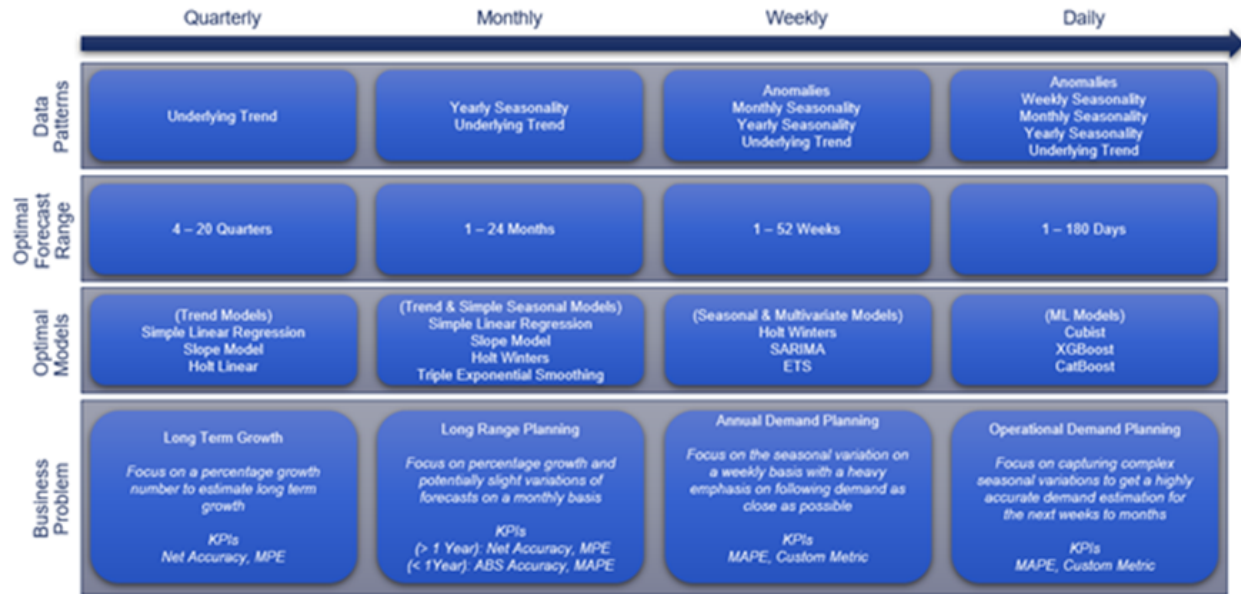 Quarterly
Monthly
Weekly
Daily
Data
Patterns
Underlying Trend
Yearly Seasonality
Underlying Trend
Anomalies
Monthly Seasonality
Yearly Seasonality
Underlying Trend
Anomalies
Weekly Seasonality
Monthly Seasonality
Yearly Seasonality
Underlying Trend
Optimal
Forecast
Range
4 – 20 Quarters
1 – 24 Months
1 – 52 Weeks
1 – 180 Days
Optimal
Models
(Trend Models)
Simple Linear Regression
Slope Model
Holt Linear
(Trend & Simple Seasonal Models)
Simple Linear Regression
Slope Model
Holt Winters
Triple Exponential Smoothing
(Seasonal & Multivariate Models)
Holt Winters
SARIMA
ETS
(ML Models)
Cubist
XGBoost
CatBoost
Business
Problem
Long Term Growth
Focus on a percentage growth
number to estimate long term
growth
KPIs
Net Accuracy, MPE
Long Range Planning
Focus on percentage growth and
potentially slight variations of
forecasts on a monthly basis
KPIs
(> 1 Year): Net Accuracy, MPE
(< 1Year): ABS Accuracy, MAPE
Annual Demand Planning
Focus on the seasonal variation on
a weekly basis with a heavy
emphasis on following demand as
close as possible
KPIs
MAPE, Custom Metric
Operational Demand Planning
Focus on capturing complex
seasonal variations to get a highly
accurate demand estimation for
the next weeks to months
KPIs
MAPE, Custom Metric